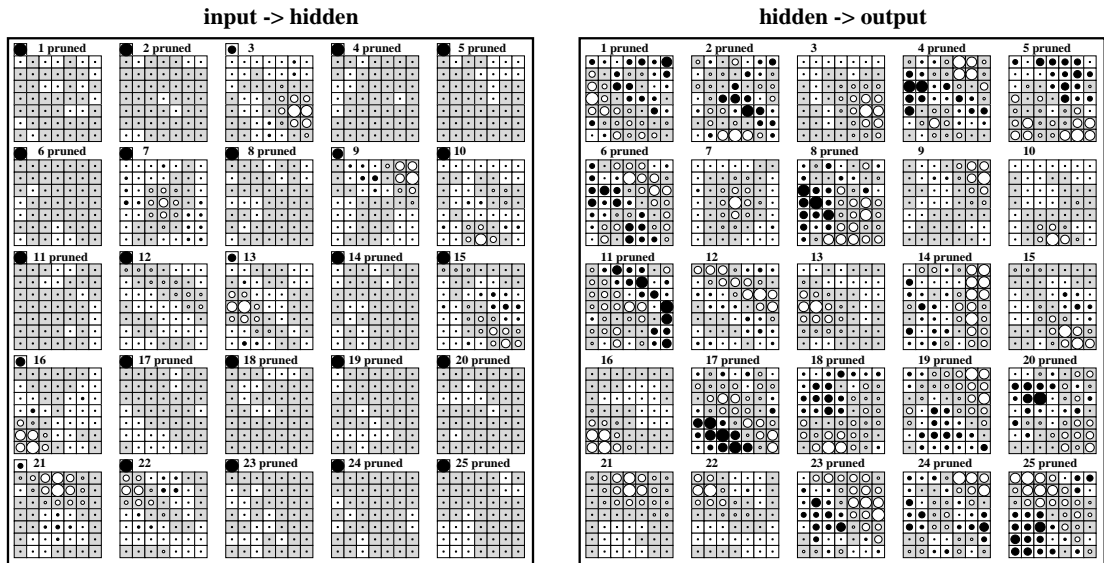 input -> hidden
hidden -> output
1 pruned 2 pruned 3 4 pruned 5 pruned
6 pruned 7 8 pruned 9 10
11 pruned 12 13 14 pruned 15
16 17 pruned 18 pruned 19 pruned 20 pruned
21 22 23 pruned 24 pruned 25 pruned
1 pruned 2 pruned 3 4 pruned 5 pruned
6 pruned 7 8 pruned 9 10
11 pruned 12 13 14 pruned 15
16 17 pruned 18 pruned 19 pruned 20 pruned
21 22 23 pruned 24 pruned 25 pruned